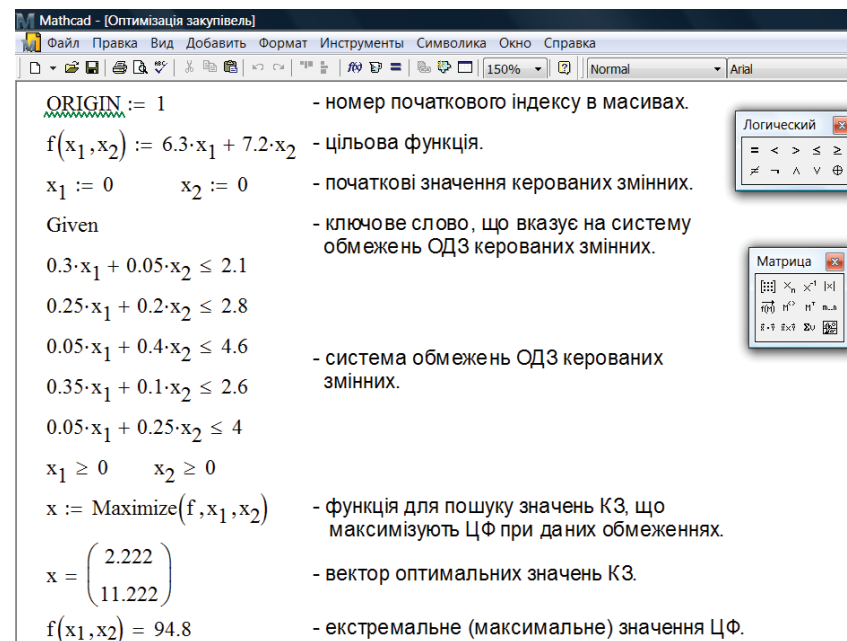 Mathcad - [Оптимізація закупівель]
Файл Правка Вид Добавить Формат Инструменты Символика Окно Справка
150% Normal Arial
ORIGIN := 1 - номер початкового індексу в масивах.
f(x₁,x₂) := 6.3·x₁ + 7.2·x₂ - цільова функція.
x₁ := 0 x₂ := 0 - початкові значення керованих змінних.
Given - ключове слово, що вказує на систему
обмежень ОДЗ керованих змінних.
0.3·x₁ + 0.05·x₂ ≤ 2.1
0.25·x₁ + 0.2·x₂ ≤ 2.8
0.05·x₁ + 0.4·x₂ ≤ 4.6
- система обмежень ОДЗ керованих
змінних.
0.35·x₁ + 0.1·x₂ ≤ 2.6
0.05·x₁ + 0.25·x₂ ≤ 4
x₁ ≥ 0 x₂ ≥ 0
x := Maximize(f,x₁,x₂) - функція для пошуку значень КЗ, що
максимізують ЦФ при даних обмеженнях.
x = (2.222
11.222) - вектор оптимальних значень КЗ.
f(x₁,x₂) = 94.8 - екстремальне (максимальне) значення ЦФ.
Логический
= < > ≤ ≥
≠ ¬ ∧ ∨ ⊕
Матрица